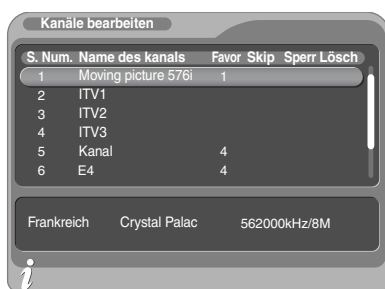 Kanäle bearbeiten
S. Num. Name des kanals Favor Skip Sperr Lösch
1 Moving picture 576i 1
2 ITV1
3 ITV2
4 ITV3
5 Kanal 4
6 E4 4
Frankreich Crystal Palac 562000kHz/8M
i